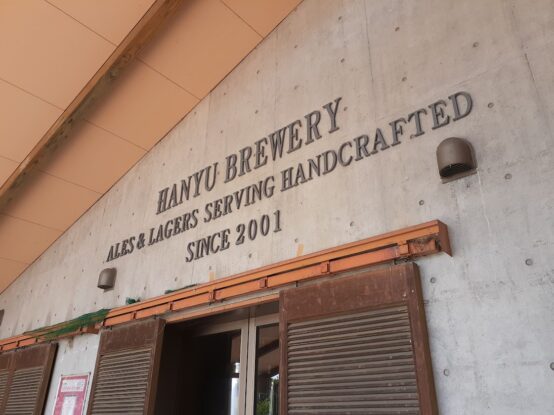 HANYU BREWERY
ALES & LAGERS SERVING HANDCRAFTED
SINCE 2001